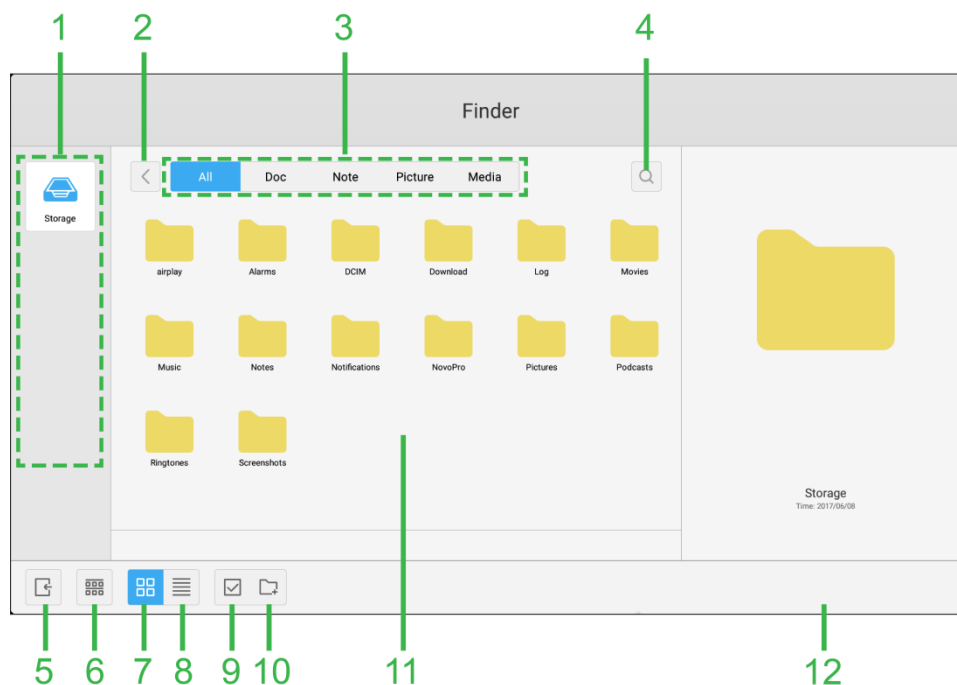 1 2 3 4
Finder
All Doc Note Picture Media
Storage
airplay Alarms DCIM Download Log Movies
Music Notes Notifications NovoPro Pictures Podcasts
Ringtones Screenshots
Storage
Time: 2017/06/08
5 6 7 8 9 10 11 12